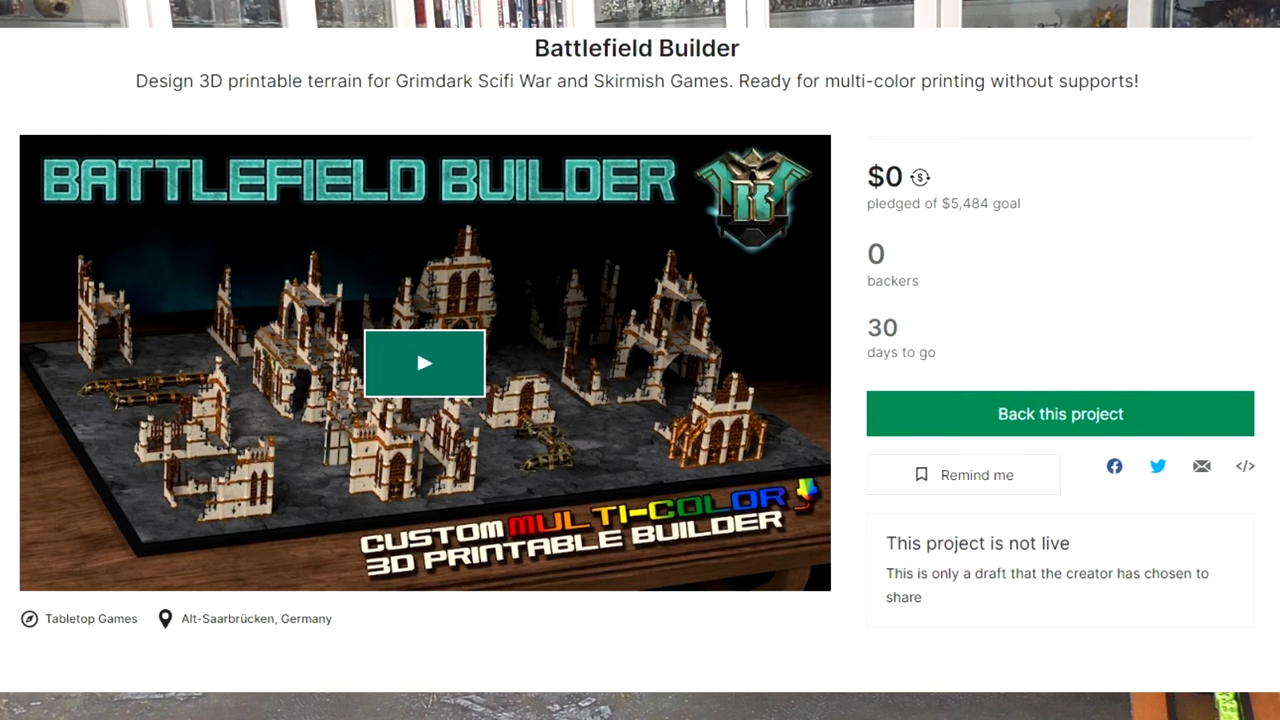 Battlefield Builder
Design 3D printable terrain for Grimdark Scifi War and Skirmish Games. Ready for multi-color printing without supports!
BATTLEFIELD BUILDER
BB
CUSTOM MULTI-COLOR
3D PRINTABLE BUILDER
Tabletop Games
Alt-Saarbrücken, Germany
$0
pledged of $5,484 goal
0
backers
30
days to go
Back this project
Remind me
This project is not live
This is only a draft that the creator has chosen to
share